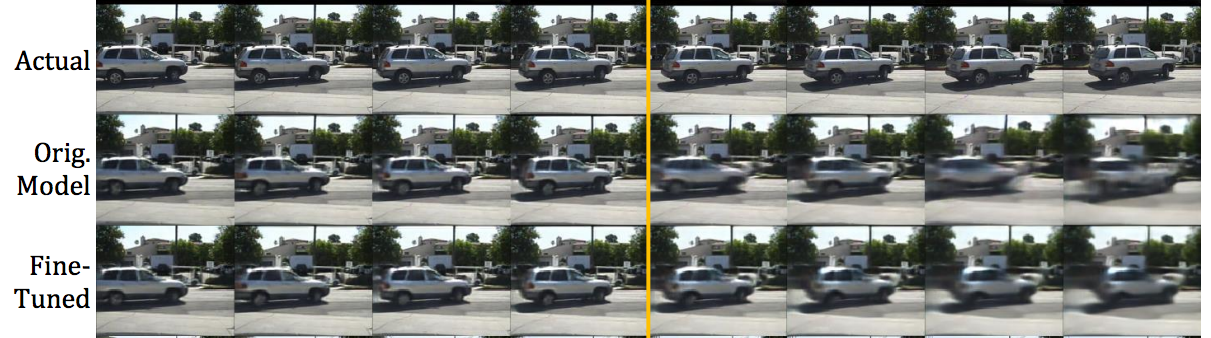 Actual
Orig.
Model
Fine-
Tuned